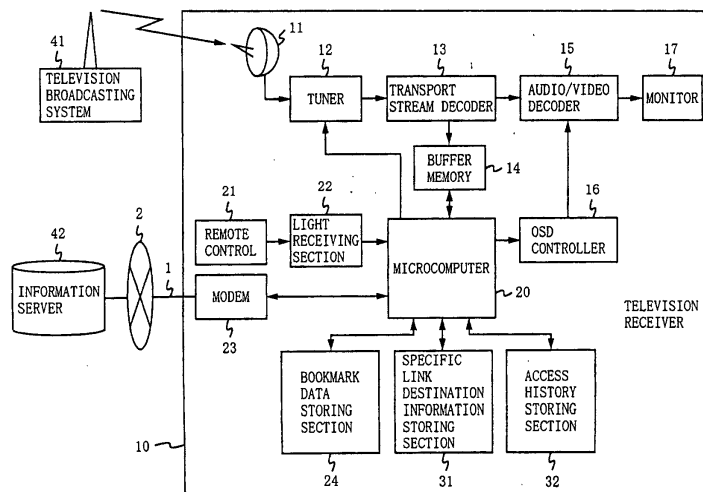 41
TELEVISION
BROADCASTING
SYSTEM
11
12
TUNER
13
TRANSPORT
STREAM DECODER
15
AUDIO/VIDEO
DECODER
17
MONITOR
BUFFER
MEMORY
14
21
REMOTE
CONTROL
22
LIGHT
RECEIVING
SECTION
16
OSD
CONTROLLER
MICROCOMPUTER
20
42
INFORMATION
SERVER
2
1
MODEM
23
TELEVISION
RECEIVER
BOOKMARK
DATA
STORING
SECTION
24
SPECIFIC
LINK
DESTINATION
INFORMATION
STORING
SECTION
31
ACCESS
HISTORY
STORING
SECTION
32
10